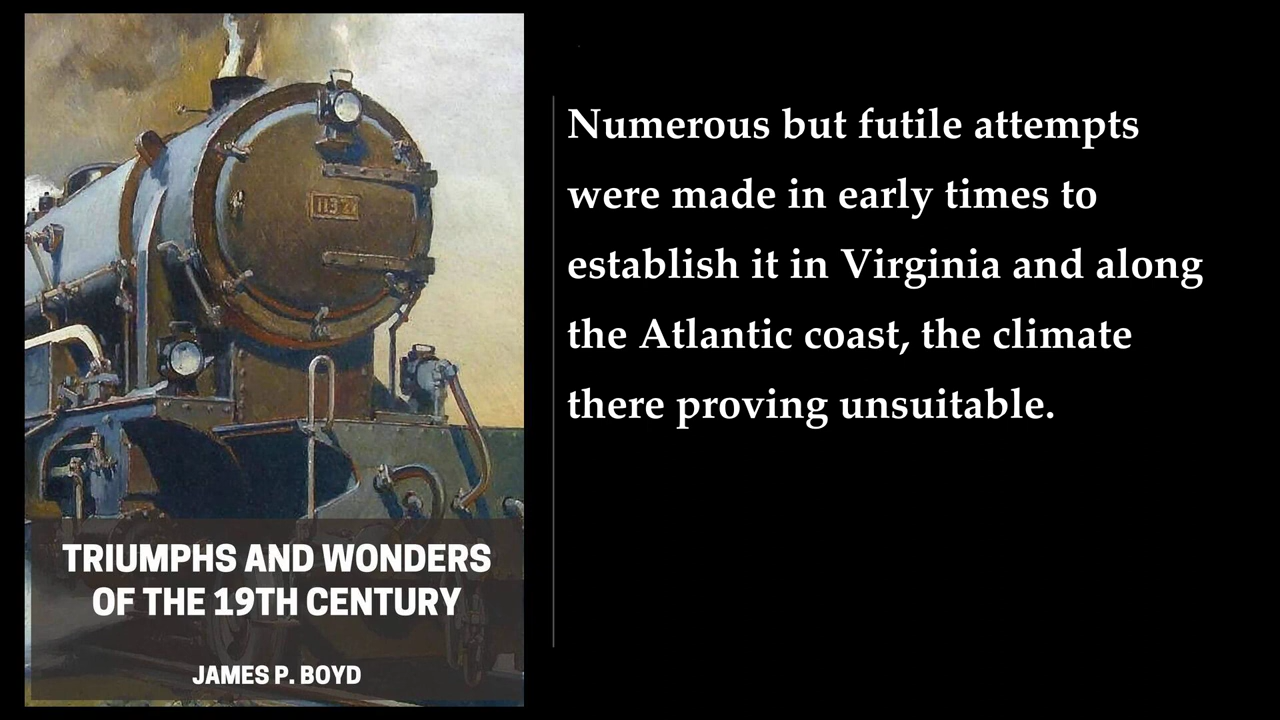 Numerous but futile attempts
were made in early times to
establish it in Virginia and along
the Atlantic coast, the climate
there proving unsuitable.
TRIUMPHS AND WONDERS
OF THE 19TH CENTURY
JAMES P. BOYD